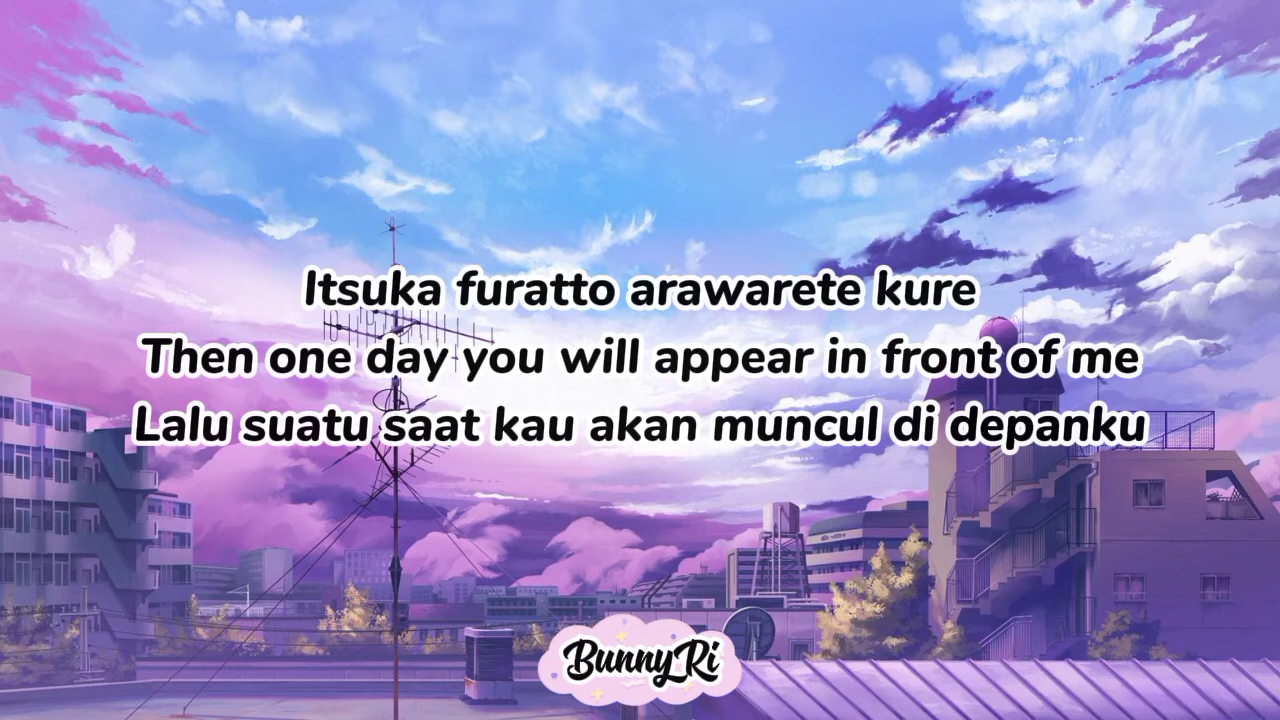 Itsuka furatto arawarete kure
Then one day you will appear in front of me
Lalu suatu saat kau akan muncul di depanku
BunnyRi